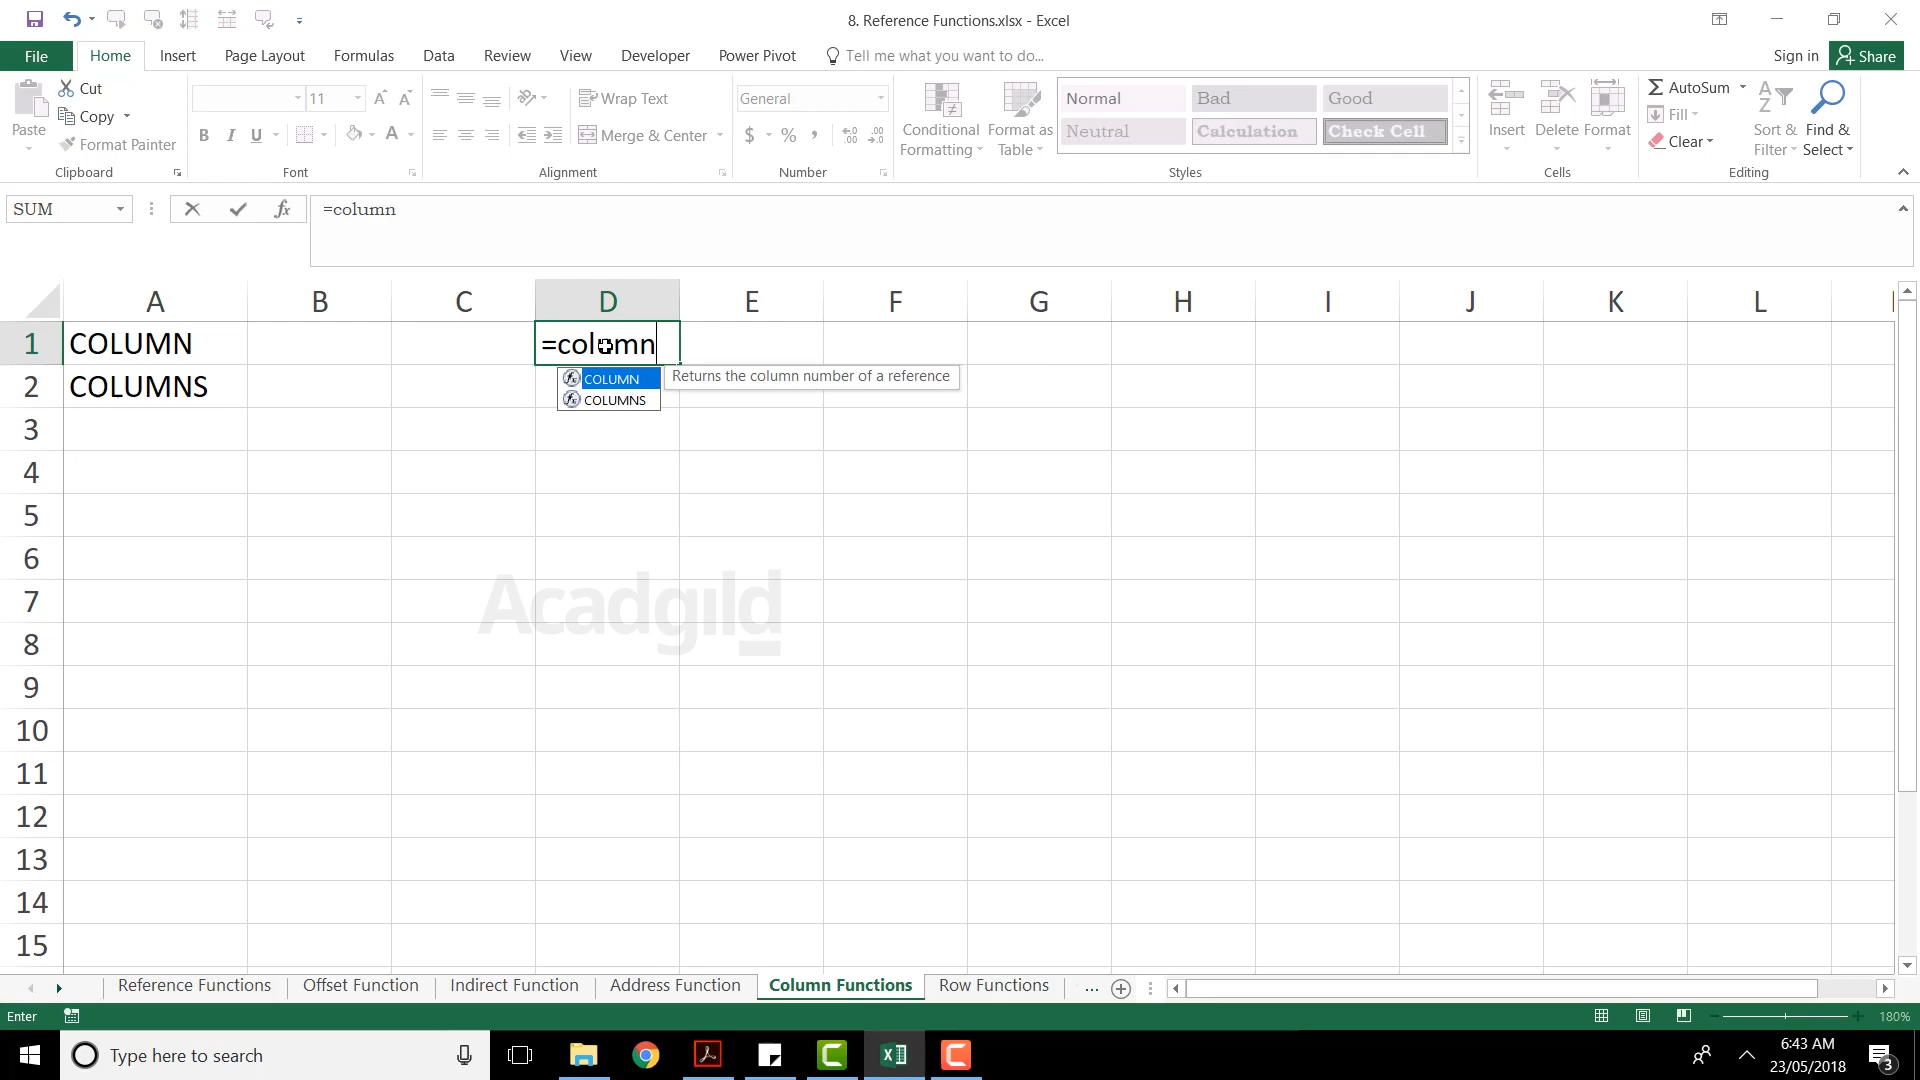 8. Reference Functions.xlsx - Excel
File Home Insert Page Layout Formulas Data Review View Developer Power Pivot Tell me what you want to do... Sign in Share
Paste
Cut
Copy
Format Painter
Clipboard
11
B I U
A A
A
Font
Wrap Text
Merge & Center
Alignment
General
$ % ,
Number
Conditional Formatting
Format as Table
Normal Bad Good
Neutral Calculation Check Cell
Styles
Insert Delete Format
Cells
AutoSum
Fill
Clear
Sort & Filter
Find & Select
Editing
SUM fx =column
A B C D E F G H I J K L
1 COLUMN =column
2 COLUMNS
COLUMN Returns the column number of a reference
COLUMNS
3
4
5
6
7
8
9
10
11
12
13
14
15
Acadgild
Reference Functions Offset Function Indirect Function Address Function Column Functions Row Functions ...
Enter 180%
Type here to search
6:43 AM
23/05/2018
3